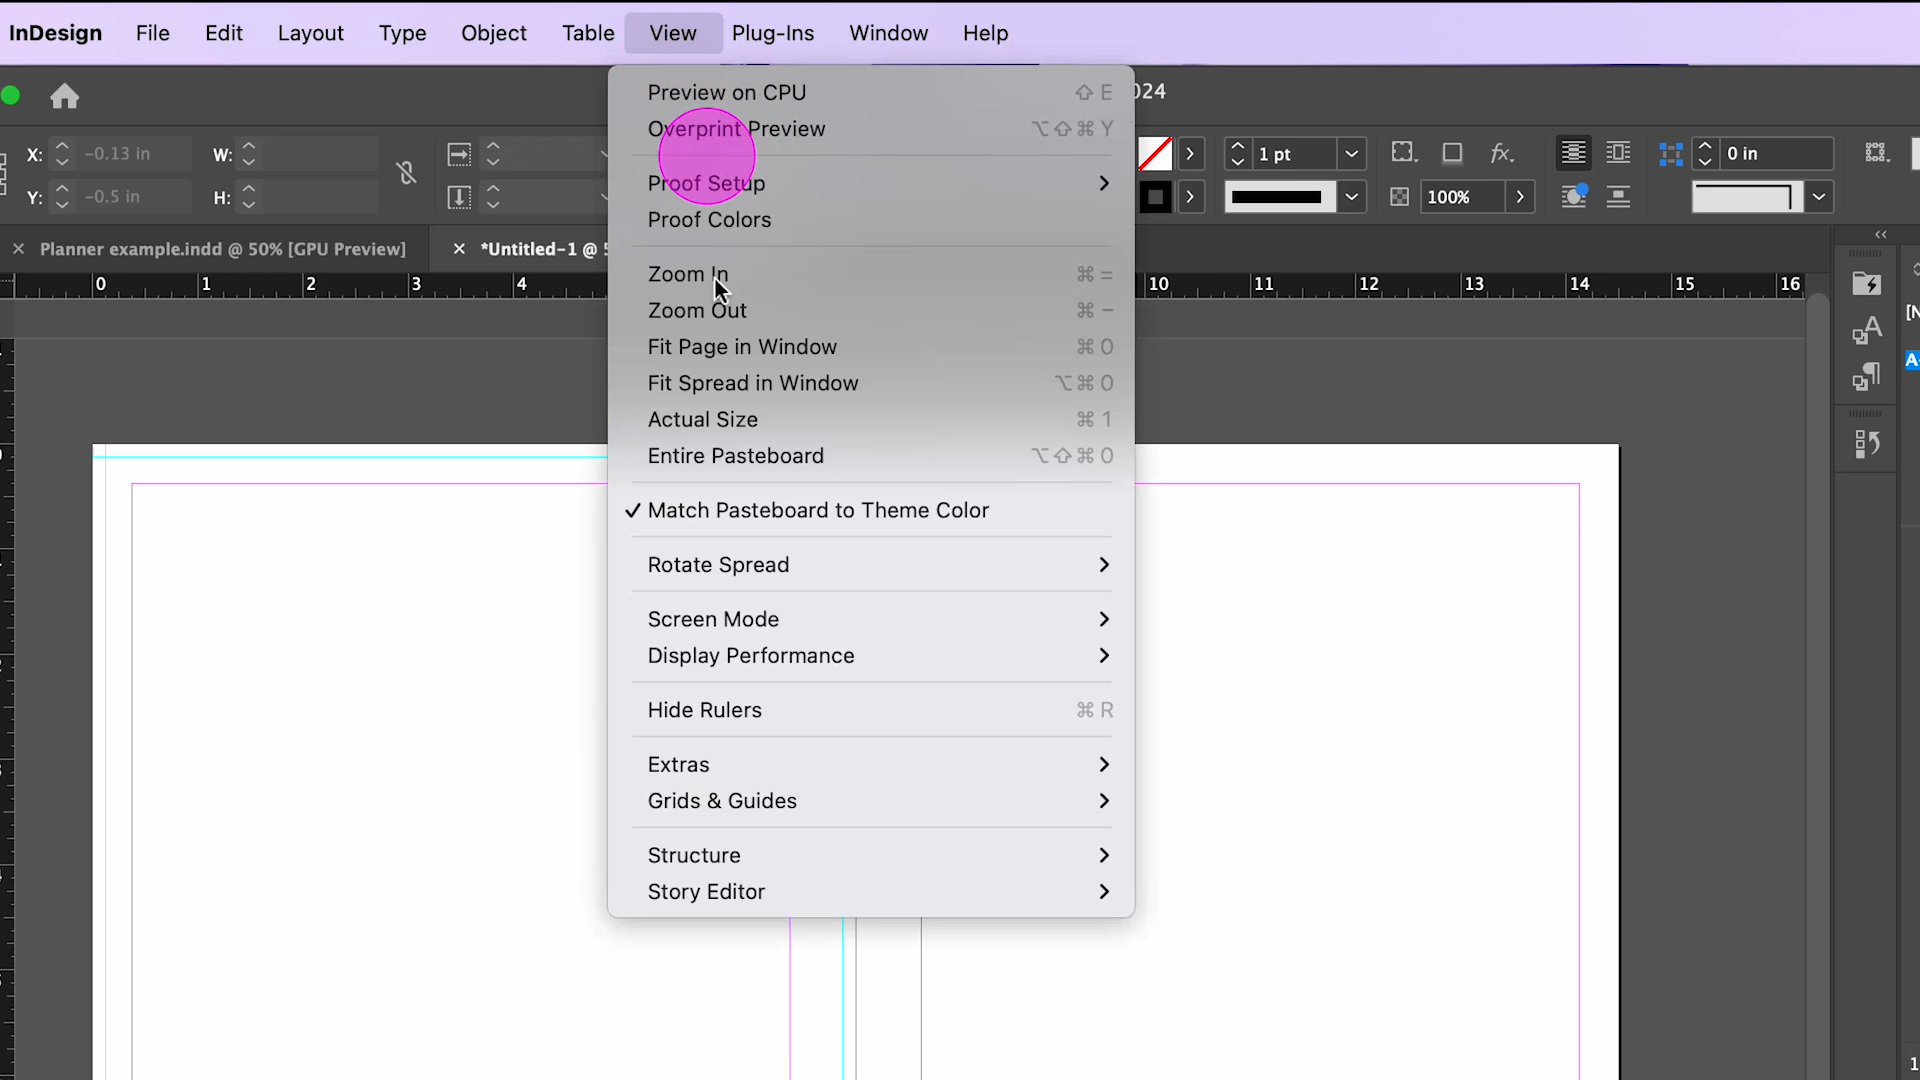 InDesign File Edit Layout Type Object Table View Plug-Ins Window Help
Preview on CPU ⇧ E
024
Overprint Preview ⌥⇧⌘ Y
X: -0.13 in W: 1 pt fx. 0 in
Proof Setup
Y: -0.5 in H: 100%
Proof Colors
× Planner example.indd @ 50% [GPU Preview] × *Untitled-1 @ 5
Zoom In ⌘ =
0 1 2 3 4 10 11 12 13 14 15 16
Zoom Out ⌘ −
[N
Fit Page in Window ⌘ 0
A
Fit Spread in Window ⌥⌘ 0
Actual Size ⌘ 1
Entire Pasteboard ⌥⇧⌘ 0
✓ Match Pasteboard to Theme Color
Rotate Spread
Screen Mode
Display Performance
Hide Rulers ⌘ R
Extras
Grids & Guides
Structure
Story Editor
1